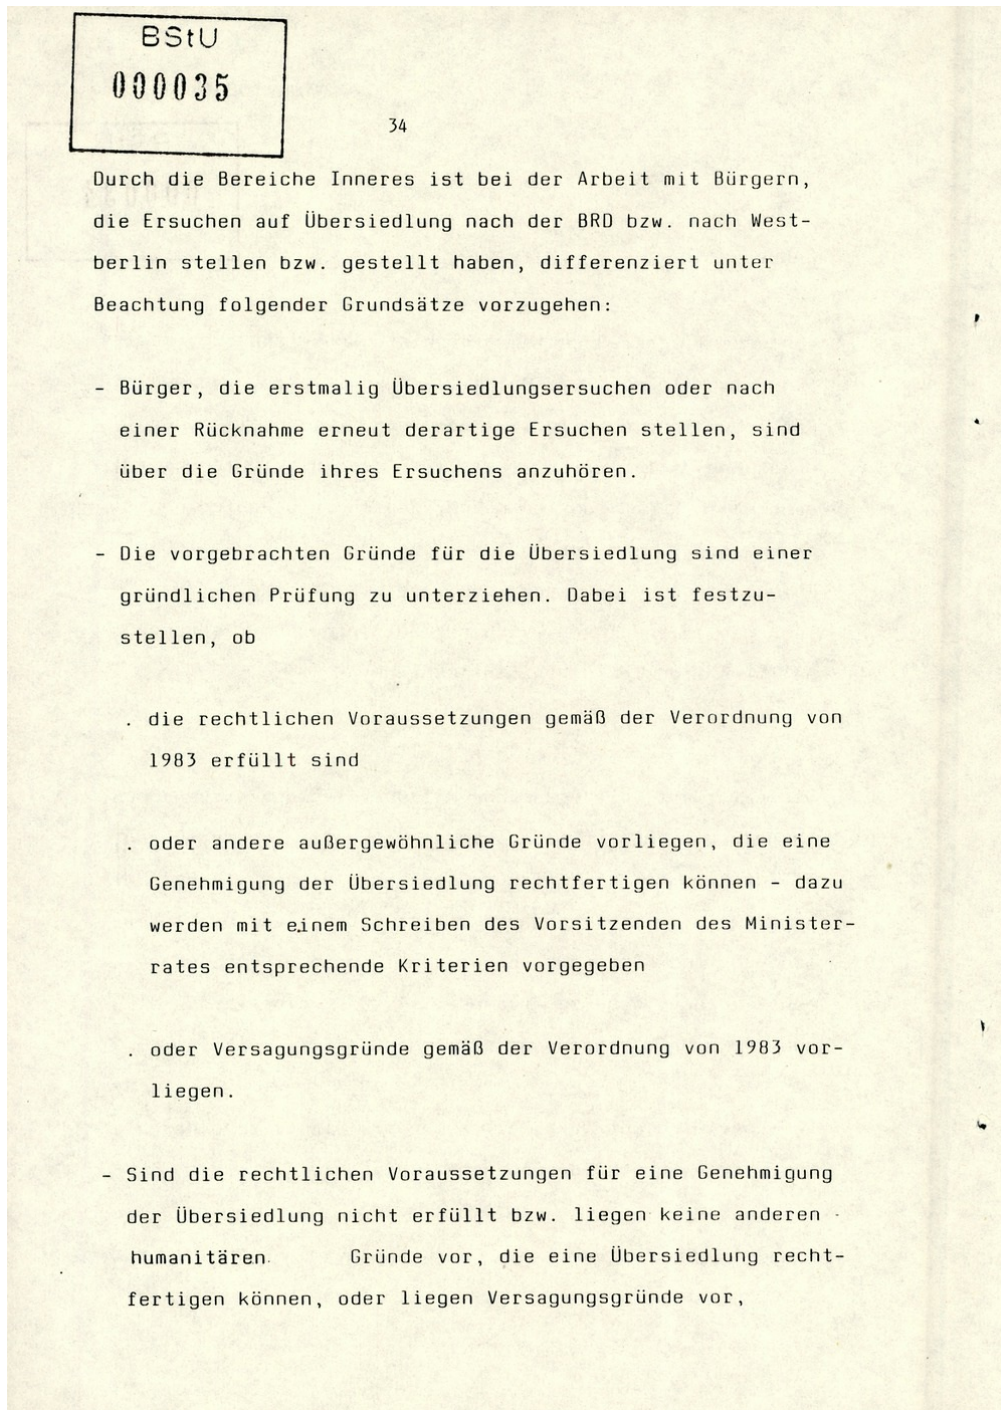 BStU
000035
34
Durch die Bereiche Inneres ist bei der Arbeit mit Bürgern,
die Ersuchen auf Übersiedlung nach der BRD bzw. nach West-
berlin stellen bzw. gestellt haben, differenziert unter
Beachtung folgender Grundsätze vorzugehen:
- Bürger, die erstmalig Übersiedlungsersuchen oder nach
einer Rücknahme erneut derartige Ersuchen stellen, sind
über die Gründe ihres Ersuchens anzuhören.
- Die vorgebrachten Gründe für die Übersiedlung sind einer
gründlichen Prüfung zu unterziehen. Dabei ist festzu-
stellen, ob
. die rechtlichen Voraussetzungen gemäß der Verordnung von
1983 erfüllt sind
. oder andere außergewöhnliche Gründe vorliegen, die eine
Genehmigung der Übersiedlung rechtfertigen können - dazu
werden mit einem Schreiben des Vorsitzenden des Minister-
rates entsprechende Kriterien vorgegeben
. oder Versagungsgründe gemäß der Verordnung von 1983 vor-
liegen.
- Sind die rechtlichen Voraussetzungen für eine Genehmigung
der Übersiedlung nicht erfüllt bzw. liegen keine anderen
humanitären Gründe vor, die eine Übersiedlung recht-
fertigen können, oder liegen Versagungsgründe vor,